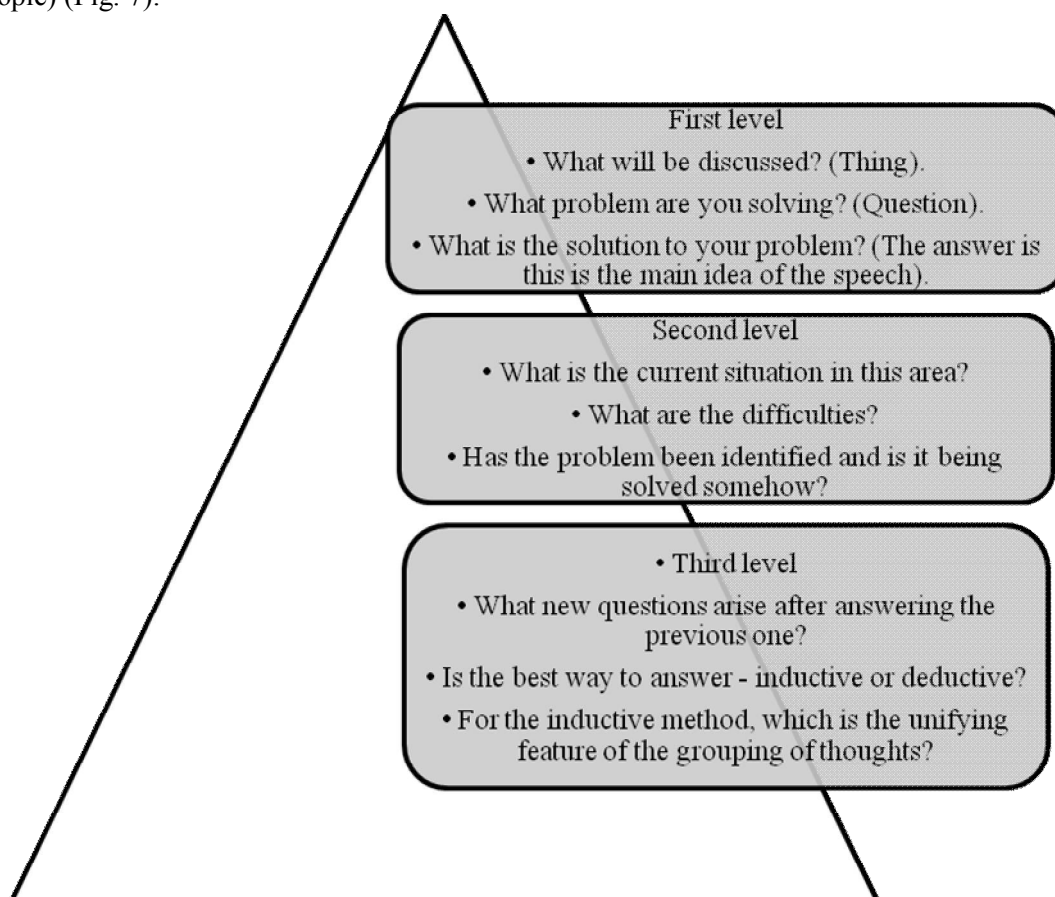 (Fig. 7).
First level
• What will be discussed? (Thing).
• What problem are you solving? (Question).
• What is the solution to your problem? (The answer is
this is the main idea of the speech).
Second level
• What is the current situation in this area?
• What are the difficulties?
• Has the problem been identified and is it being
solved somehow?
• Third level
• What new questions arise after answering the
previous one?
• Is the best way to answer - inductive or deductive?
• For the inductive method, which is the unifying
feature of the grouping of thoughts?